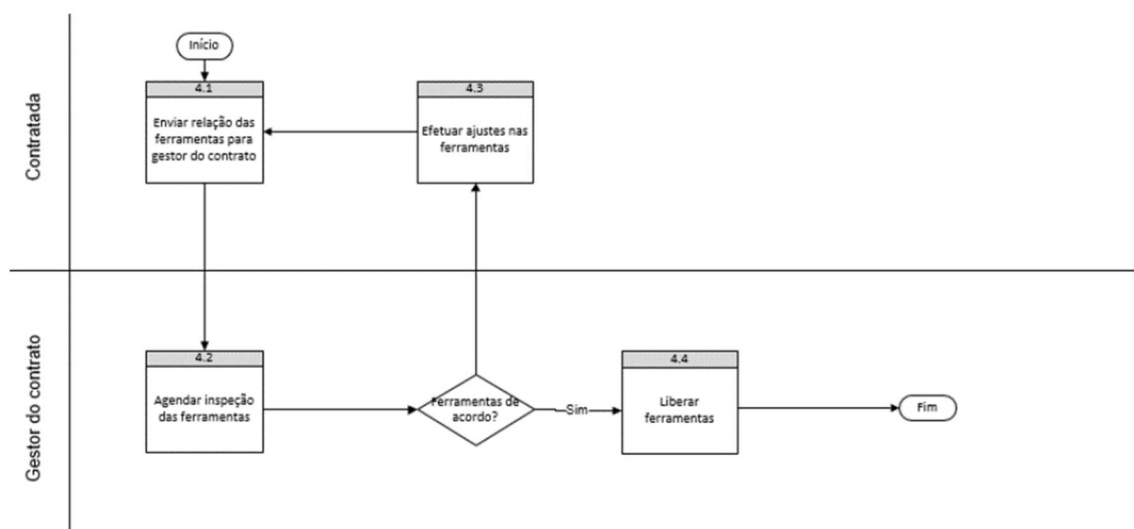 Contratada
Início
4.1
Enviar relação das
ferramentas para
gestor do contrato
4.3
Efetuar ajustes nas
ferramentas
Gestor do contrato
4.2
Agendar inspeção
das ferramentas
Ferramentas de
acordo?
Sim
4.4
Liberar
ferramentas
Fim